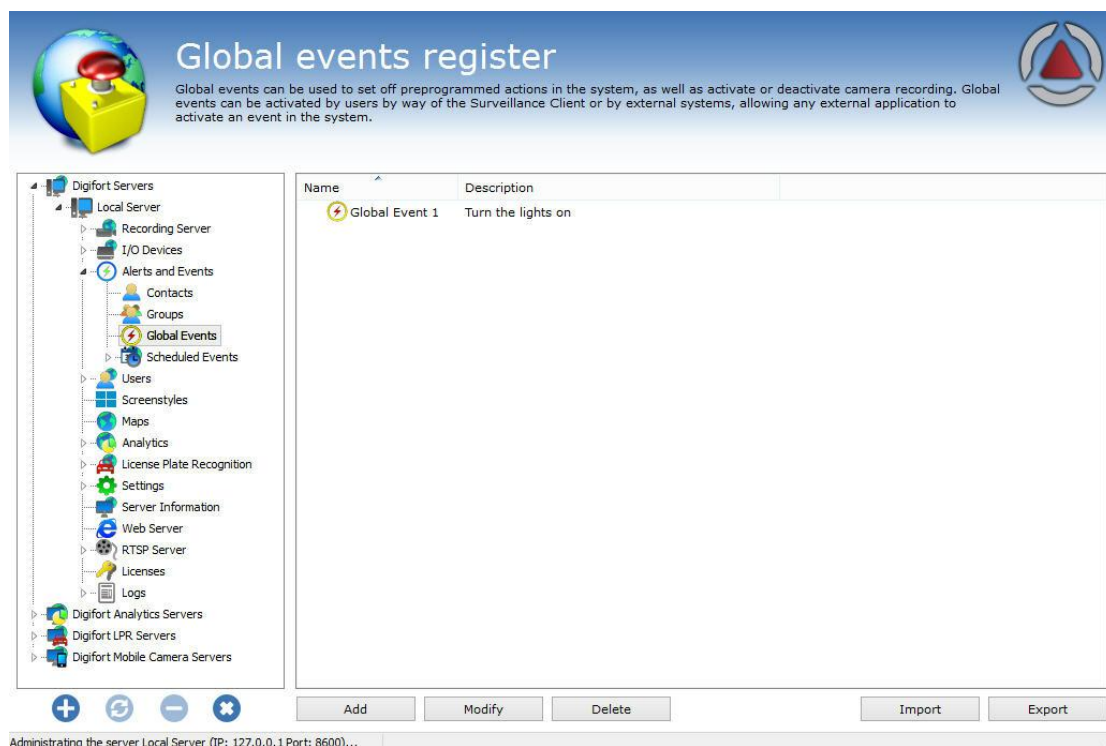 Global events register
Global events can be used to set off preprogrammed actions in the system, as well as activate or deactivate camera recording. Global
events can be activated by users by way of the Surveillance Client or by external systems, allowing any external application to
activate an event in the system.
Digifort Servers
Local Server
Recording Server
I/O Devices
Alerts and Events
Contacts
Groups
Global Events
Scheduled Events
Users
Screenstyles
Maps
Analytics
License Plate Recognition
Settings
Server Information
Web Server
RTSP Server
Licenses
Logs
Digifort Analytics Servers
Digifort LPR Servers
Digifort Mobile Camera Servers
Name Description
Global Event 1 Turn the lights on
Add Modify Delete Import Export
Administrating the server Local Server (IP: 127.0.0.1 Port: 8600)...